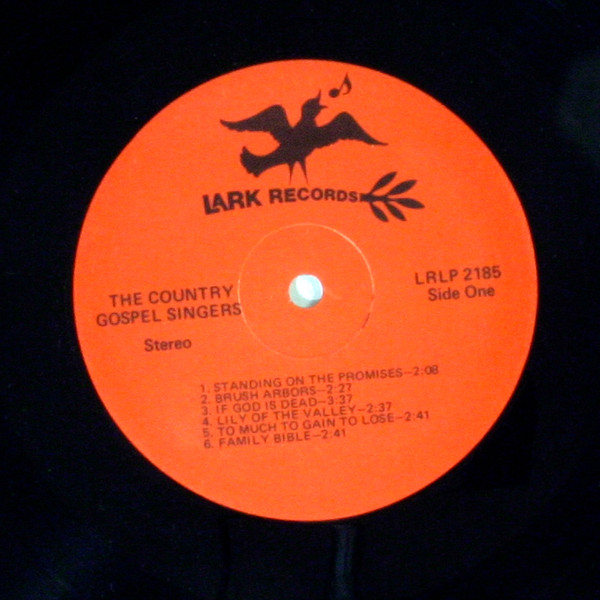 LARK RECORDS
THE COUNTRY
GOSPEL SINGERS
Stereo
LRLP 2185
Side One
1. STANDING ON THE PROMISES—2:08
2. BRUSH ARBORS—2:27
3. IF GOD IS DEAD—3:37
4. LILY OF THE VALLEY—2:37
5. TO MUCH TO GAIN TO LOSE—2:41
6. FAMILY BIBLE—2:41